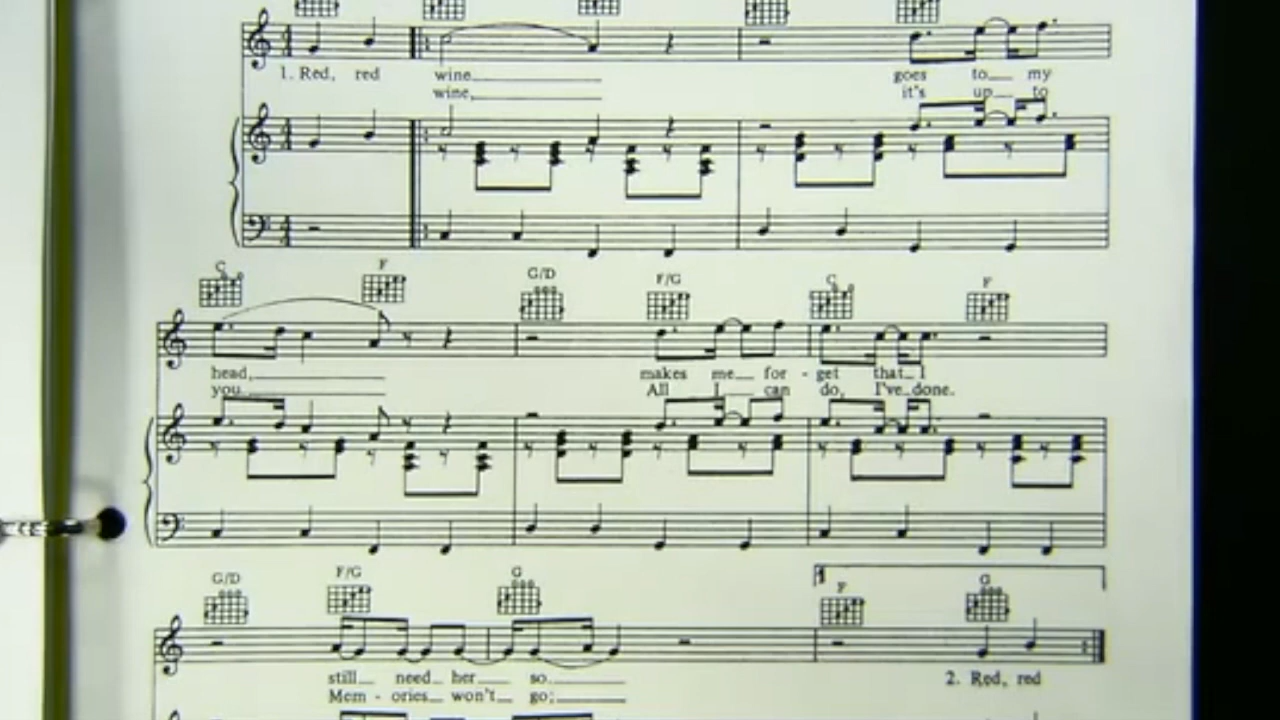 1. Red, red wine goes to my
wine, it's up to
C F G/D F/G C F
head, makes me for - get that I
you. All I can do, I've done.
G/D F/G G 1 F G
still need her so. 2. Red, red
Mem - ories won't go;